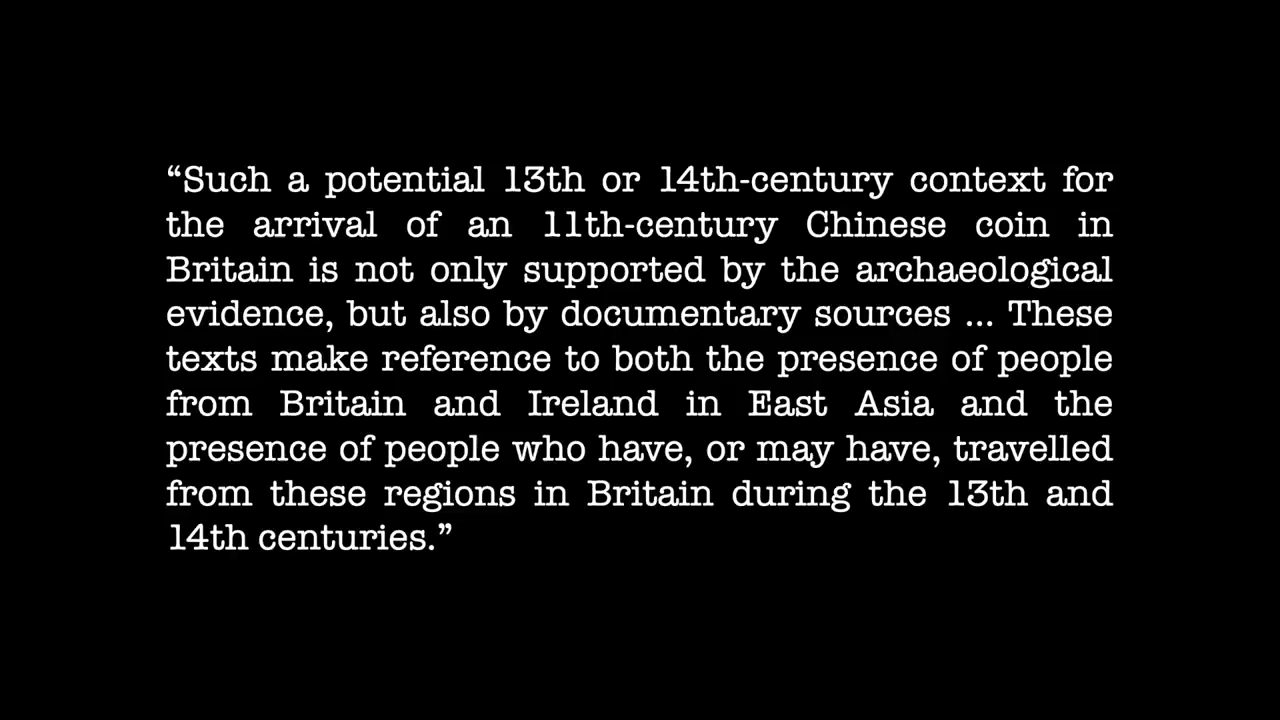 “Such a potential 13th or 14th-century context for
the arrival of an 11th-century Chinese coin in
Britain is not only supported by the archaeological
evidence, but also by documentary sources ... These
texts make reference to both the presence of people
from Britain and Ireland in East Asia and the
presence of people who have, or may have, travelled
from these regions in Britain during the 13th and
14th centuries.”